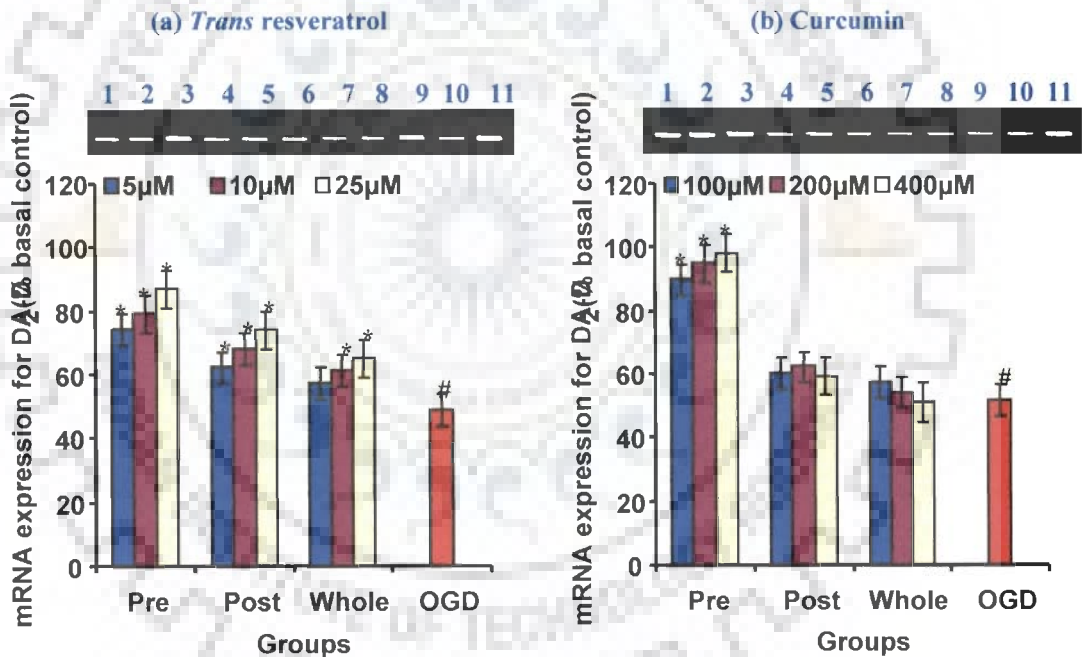 (a) Trans resveratrol
1 2 3 4 5 6 7 8 9 10 11
mRNA expression for DA (% basal control)
5µM 10µM 25µM
120
100
80
60
40
20
0
* * * * * * * * #
Pre Post Whole OGD
Groups
(b) Curcumin
1 2 3 4 5 6 7 8 9 10 11
mRNA expression for DA (% basal control)
100µM 200µM 400µM
120
100
80
60
40
20
0
* * * #
Pre Post Whole OGD
Groups